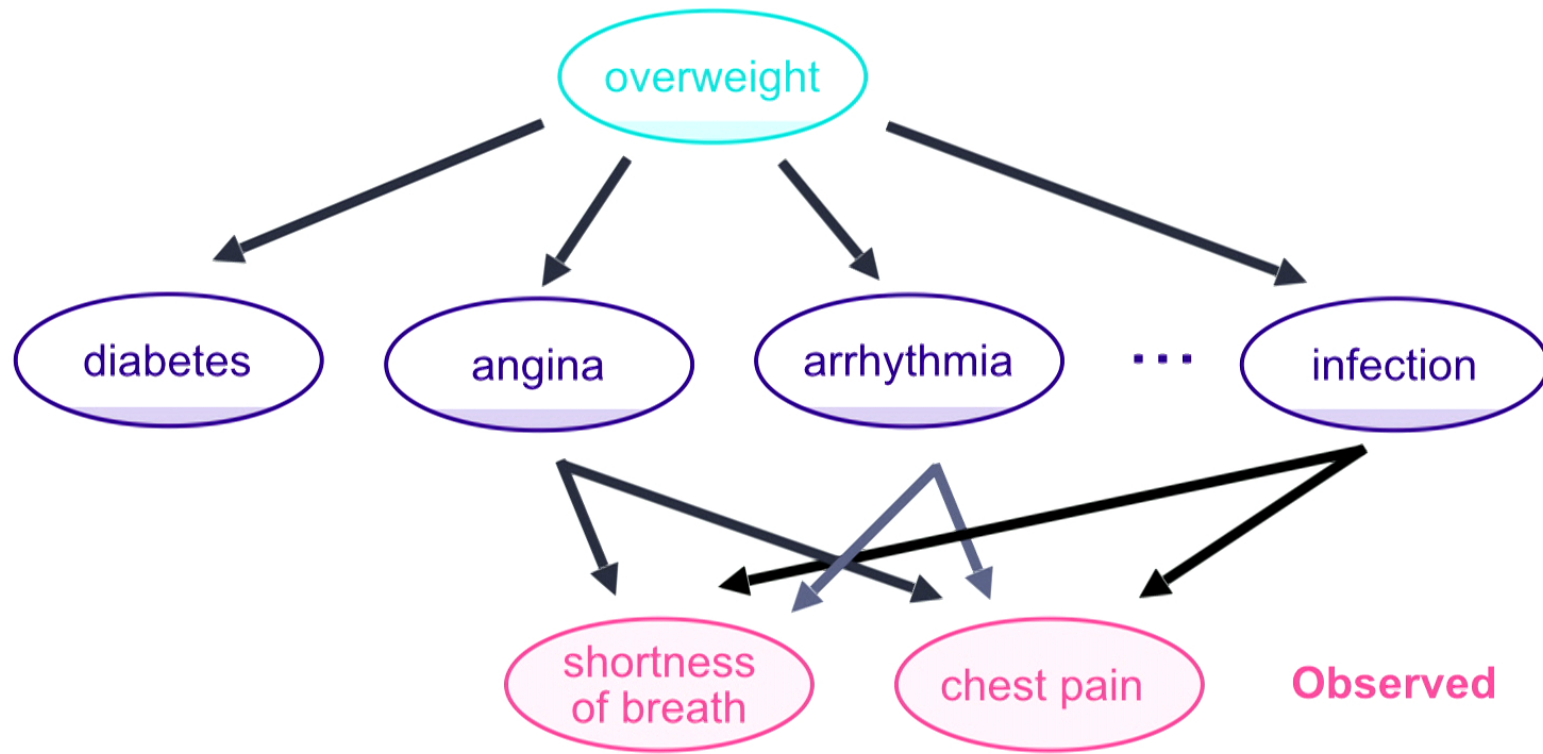 overweight
diabetes
angina
arrhythmia
...
infection
shortness
of breath
chest pain
Observed